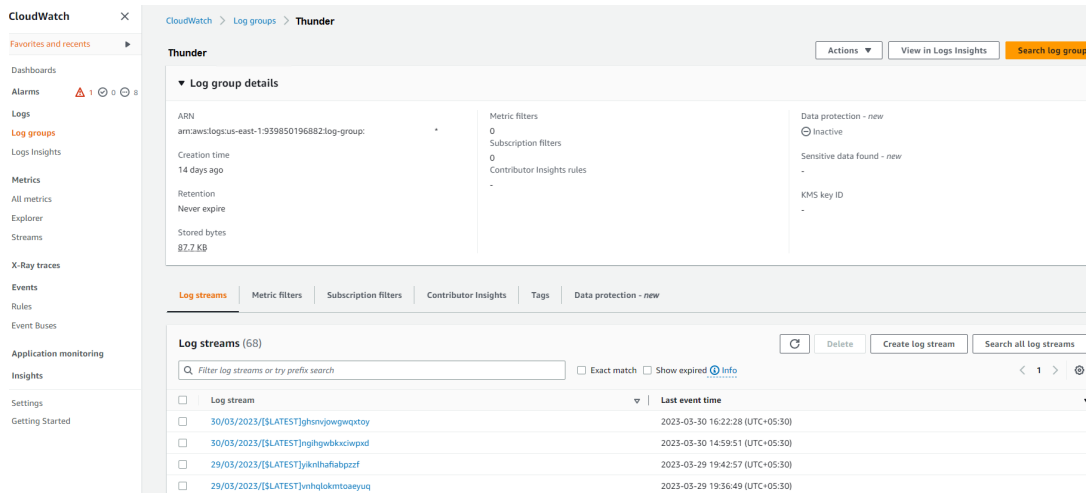 CloudWatch
Favorites and recents
Dashboards
Alarms 1 0 8
Logs
Log groups
Logs Insights
Metrics
All metrics
Explorer
Streams
X-Ray traces
Events
Rules
Event Buses
Application monitoring
Insights
Settings
Getting Started
CloudWatch > Log groups > Thunder
Thunder
Actions View in Logs Insights Search log group
Log group details
ARN
arn:aws:logs:us-east-1:939850196882:log-group: *
Creation time
14 days ago
Retention
Never expire
Stored bytes
87.7 KB
Metric filters
0
Subscription filters
0
Contributor Insights rules
-
Data protection - new
Inactive
Sensitive data found - new
-
KMS key ID
-
Log streams Metric filters Subscription filters Contributor Insights Tags Data protection - new
Log streams (68) Delete Create log stream Search all log streams
Filter log streams or try prefix search Exact match Show expired Info < 1 >
Log stream Last event time
30/03/2023/[$LATEST]ghsnvjowgwqxtoy 2023-03-30 16:22:28 (UTC+05:30)
30/03/2023/[$LATEST]ngihgwbkxciwpxd 2023-03-30 14:59:51 (UTC+05:30)
29/03/2023/[$LATEST]yiknlhafiabpzzf 2023-03-29 19:42:57 (UTC+05:30)
29/03/2023/[$LATEST]vnhqlokmtoaeyuq 2023-03-29 19:36:49 (UTC+05:30)